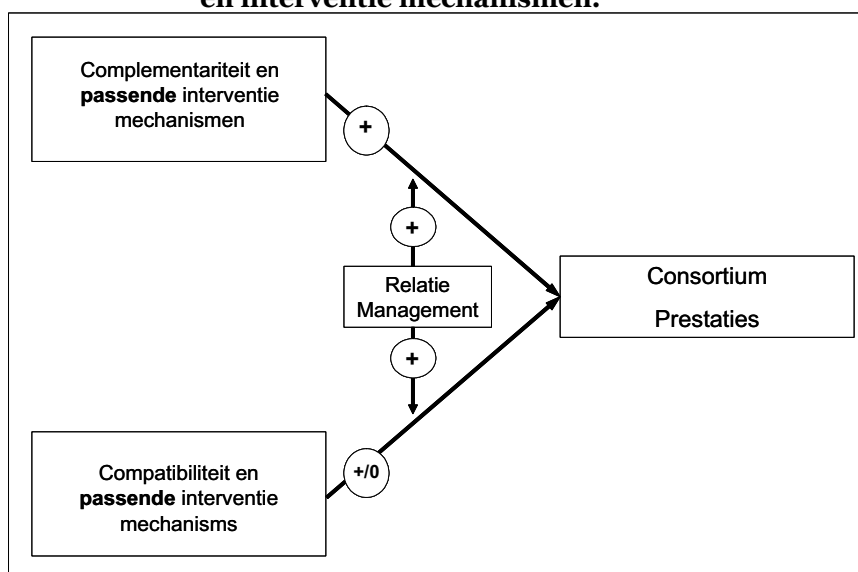 en interventie mechanismen.
Complementariteit en
passende interventie
mechanismen
+
+
Relatie
Management
Consortium
Prestaties
+
Compatibiliteit en
passende interventie
mechanisms
+/0